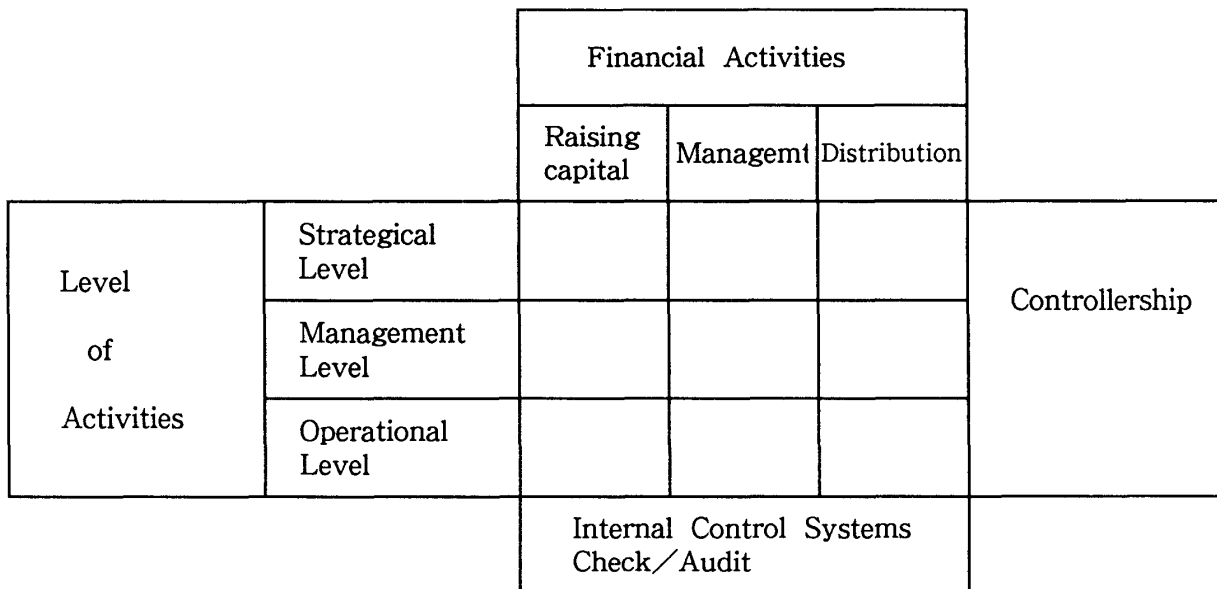 Financial Activities
Raising
capital
Managemt
Distribution
Level
of
Activities
Strategical
Level
Management
Level
Operational
Level
Controllership
Internal Control Systems
Check／Audit